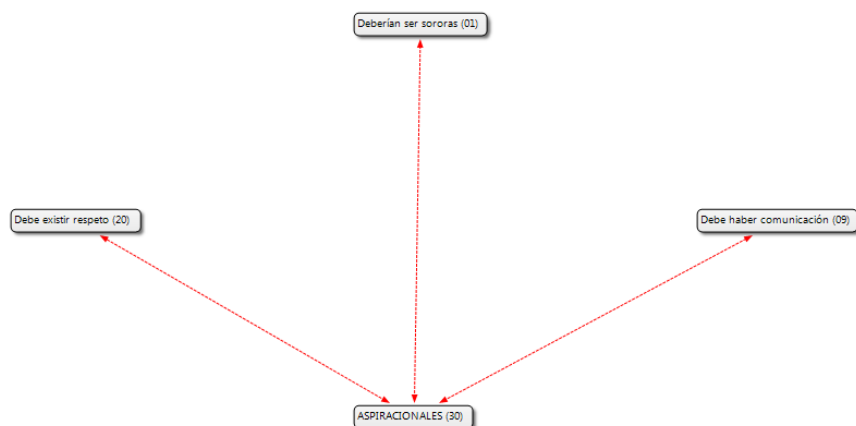 Deberían ser sororas (01)
Debe existir respeto (20)
Debe haber comunicación (09)
ASPIRACIONALES (30)